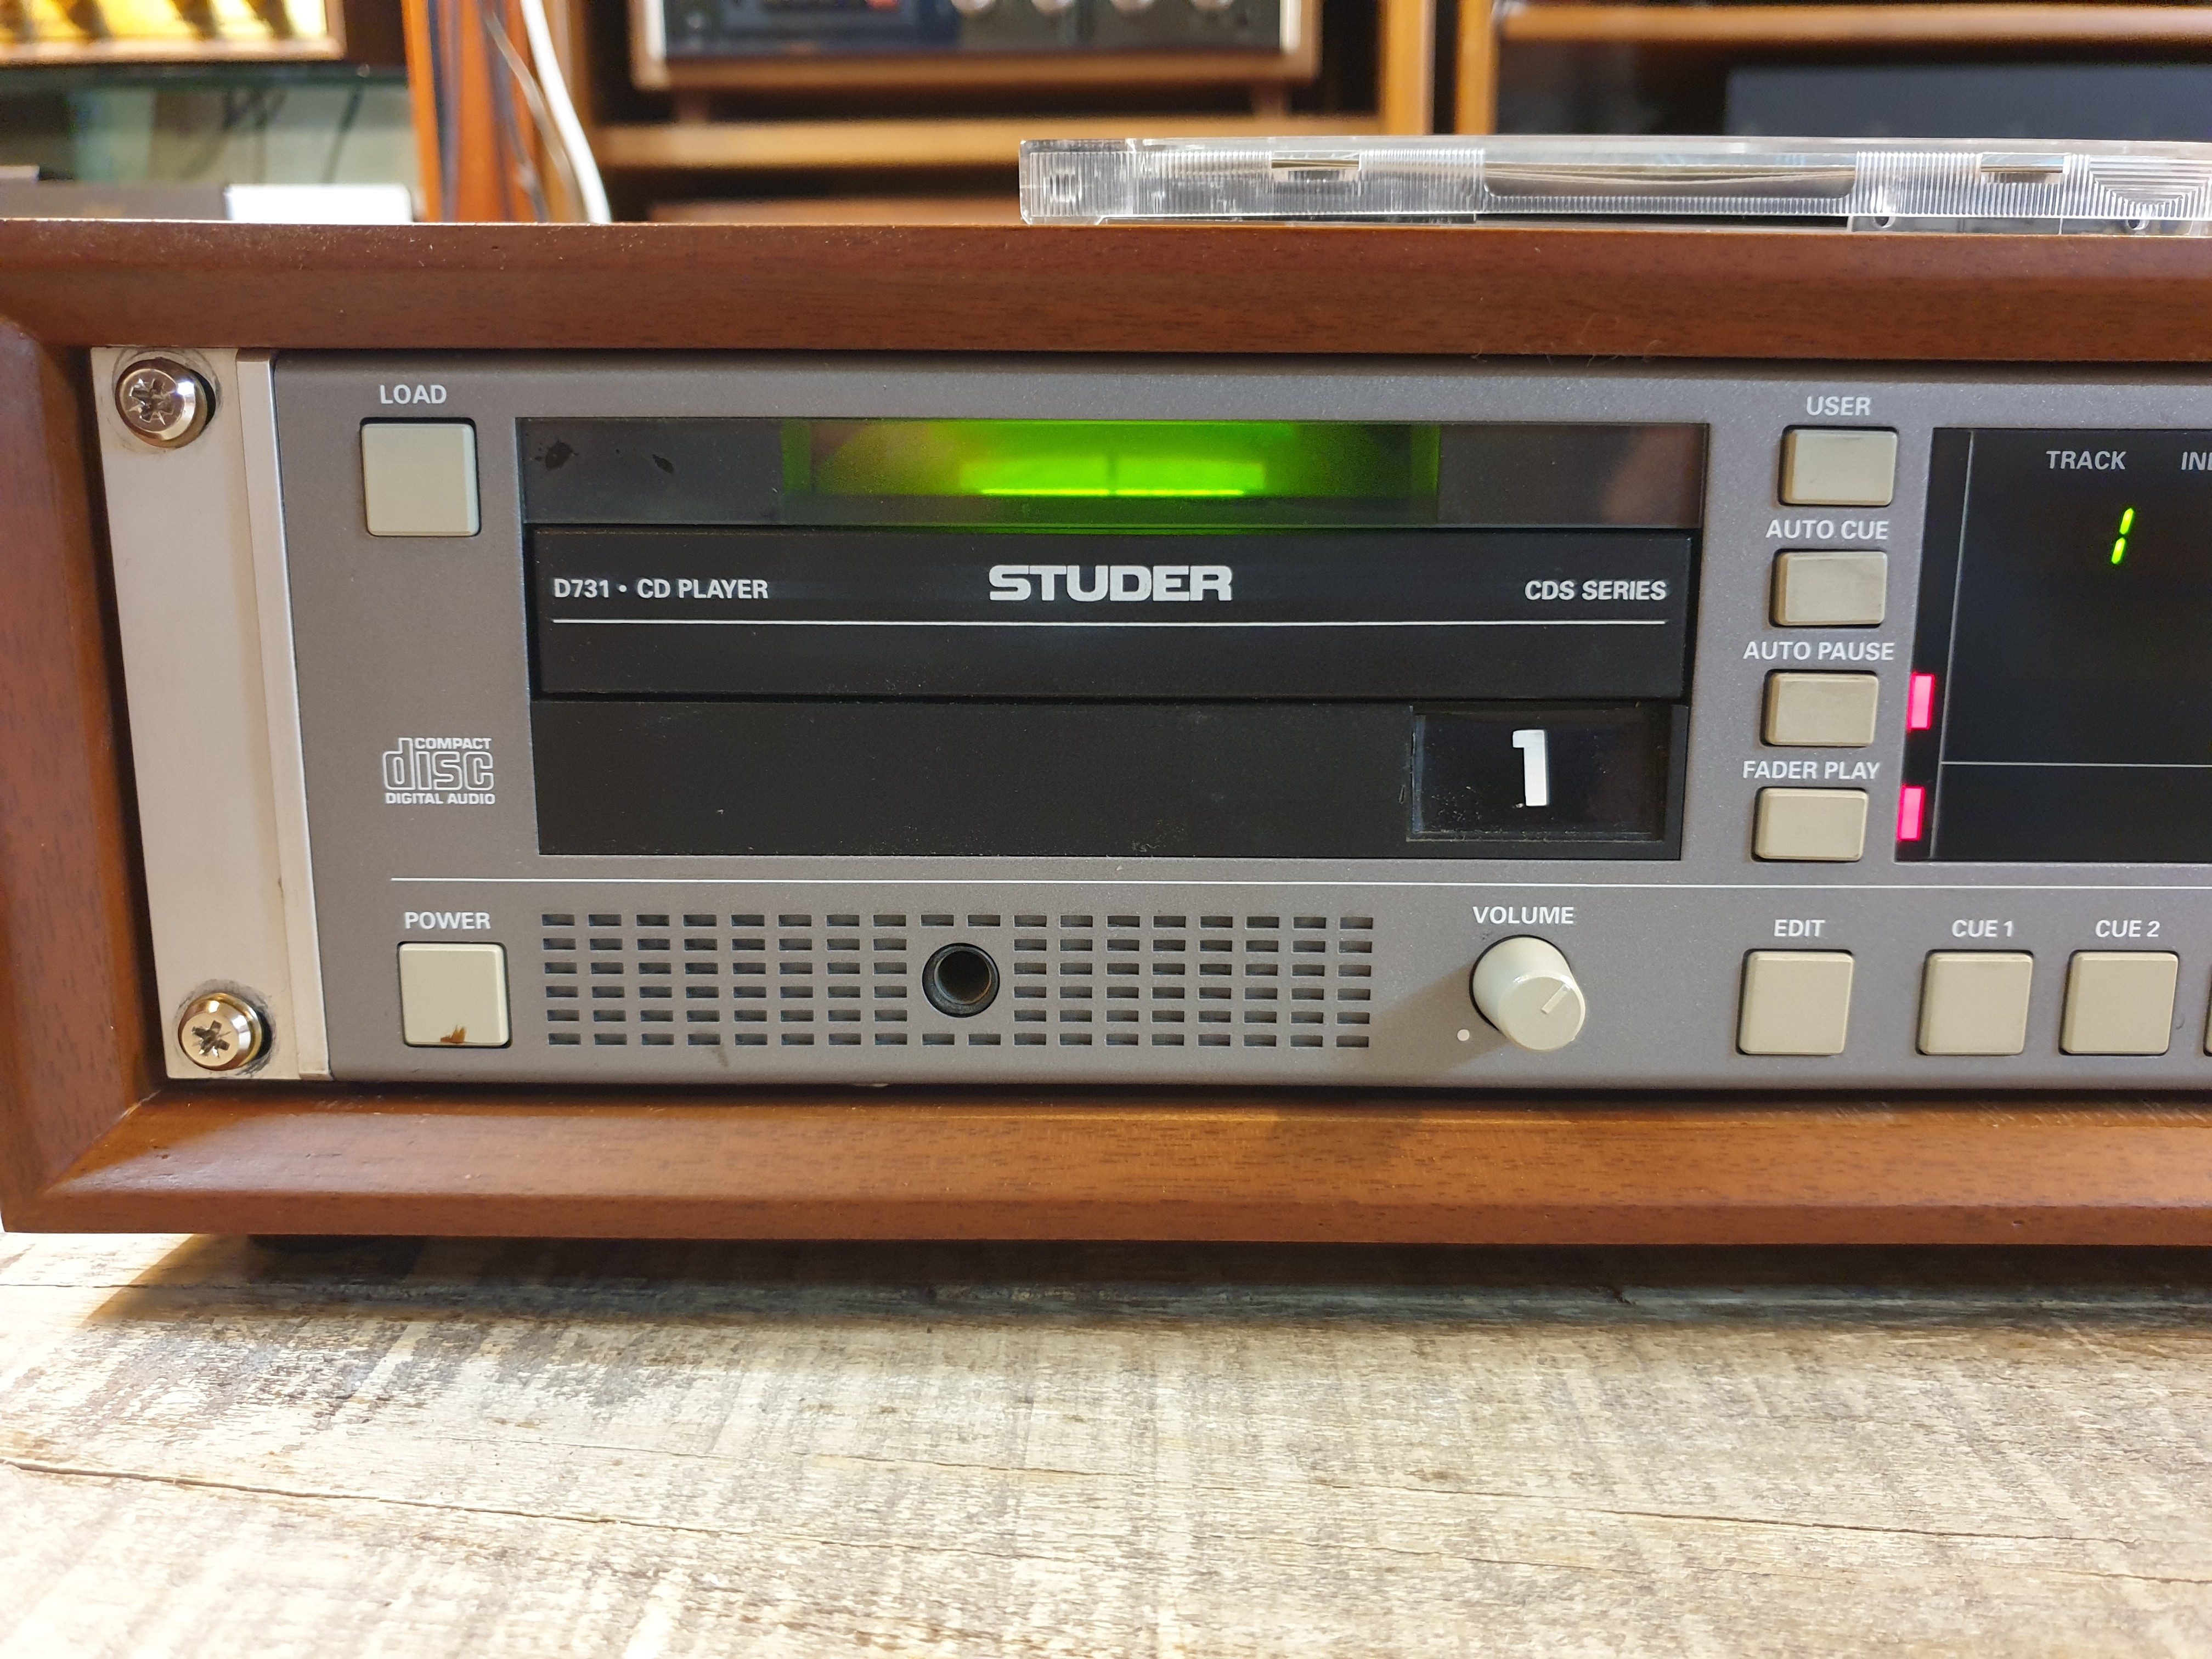 LOAD
D731 • CD PLAYER
STUDER
CDS SERIES
COMPACT
disc
DIGITAL AUDIO
1
USER
AUTO CUE
AUTO PAUSE
FADER PLAY
TRACK
1
POWER
VOLUME
EDIT
CUE 1
CUE 2